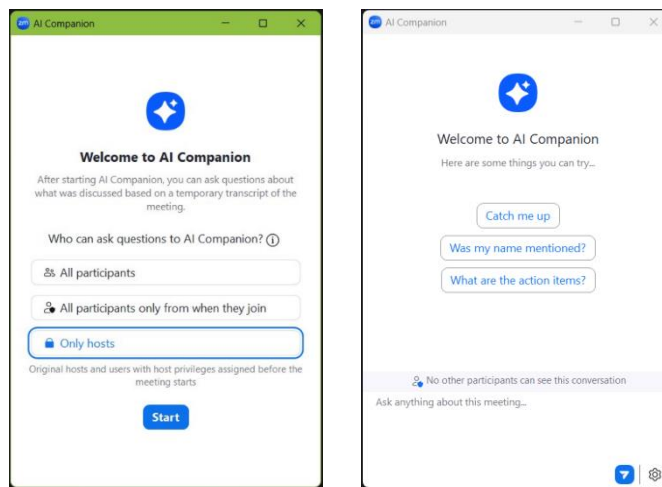 AI Companion
Welcome to AI Companion
After starting AI Companion, you can ask questions about
what was discussed based on a temporary transcript of the
meeting.
Who can ask questions to AI Companion?
All participants
All participants only from when they join
Only hosts
Original hosts and users with host privileges assigned before the
meeting starts
Start
zm AI Companion
Welcome to AI Companion
Here are some things you can try...
Catch me up
Was my name mentioned?
What are the action items?
No other participants can see this conversation
Ask anything about this meeting...